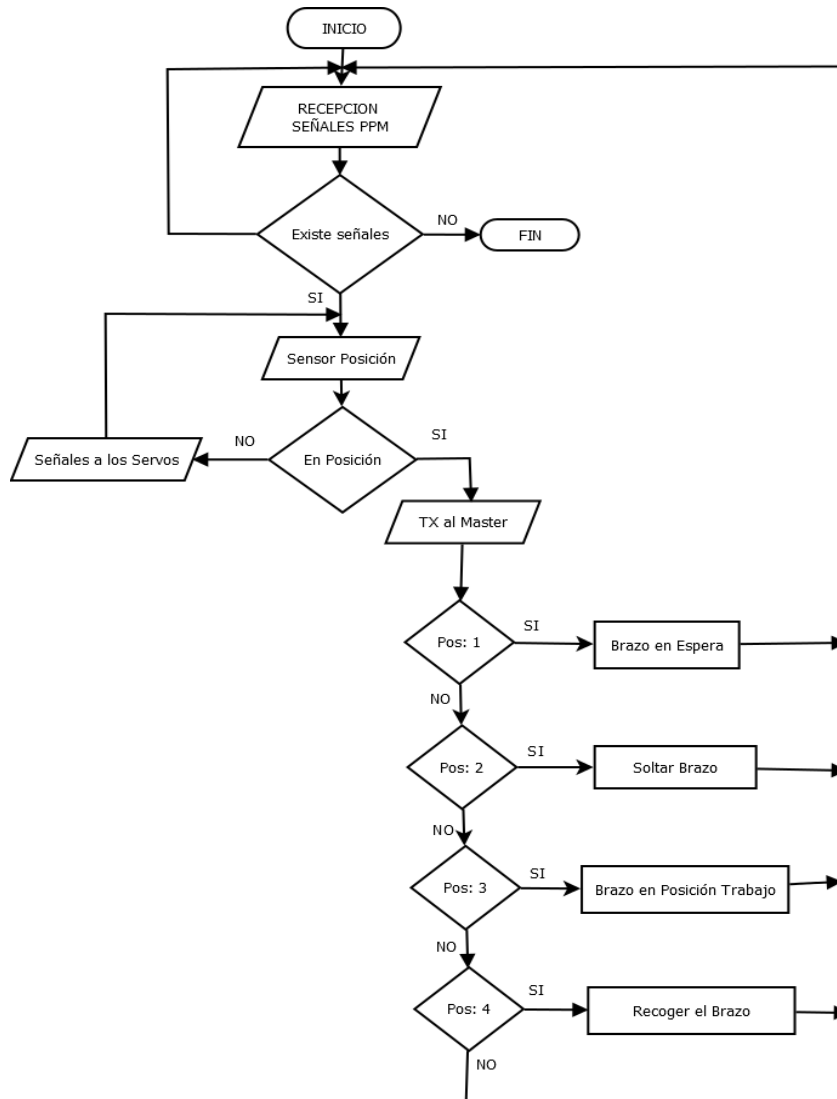 INICIO
RECEPCION
SEÑALES PPM
Existe señales
NO
FIN
SI
Sensor Posición
En Posición
NO
Señales a los Servos
SI
TX al Master
Pos: 1
SI
Brazo en Espera
NO
Pos: 2
SI
Soltar Brazo
NO
Pos: 3
SI
Brazo en Posición Trabajo
NO
Pos: 4
SI
Recoger el Brazo
NO